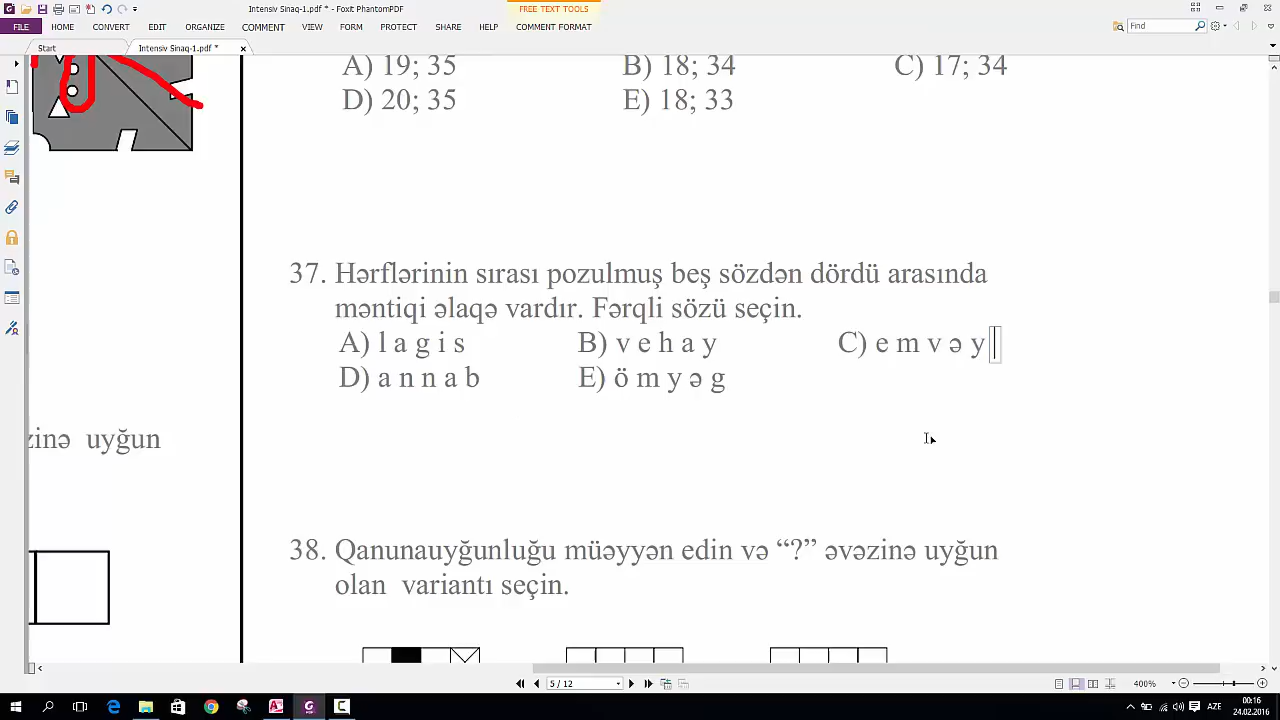 Intensiv Sinaq-1.pdf * - Foxit PhantomPDF
FREE TEXT TOOLS
FILE HOME CONVERT EDIT ORGANIZE COMMENT VIEW FORM PROTECT SHARE HELP COMMENT FORMAT
Find
Start
Intensiv Sinaq-1.pdf *
A) 19; 35 B) 18; 34 C) 17; 34
D) 20; 35 E) 18; 33
37. Hərflərinin sırası pozulmuş beş sözdən dördü arasında
məntiqi əlaqə vardır. Fərqli sözü seçin.
A) l a g i s B) v e h a y C) e m v ə y
D) a n n a b E) ö m y ə g
zinə uyğun
38. Qanunauyğunluğu müəyyən edin və “?” əvəzinə uyğun
olan variantı seçin.
5 / 12
400%
AZE
00:16
24.02.2016